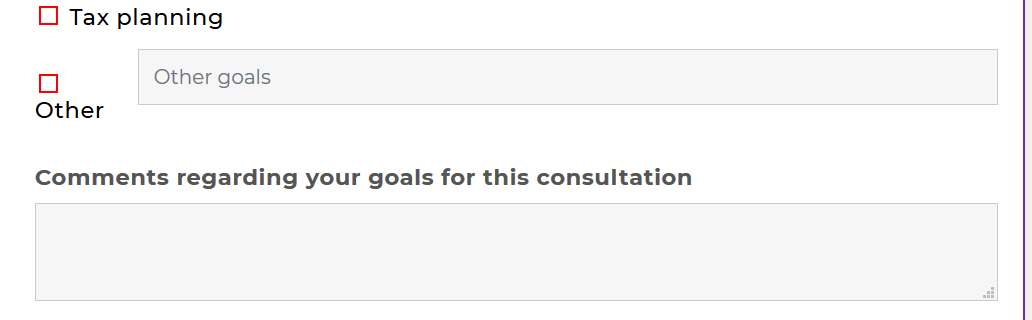 Tax planning
Other goals
Other
Comments regarding your goals for this consultation